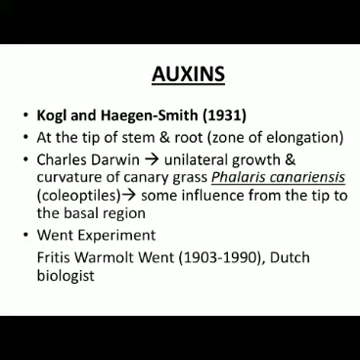 AUXINS
• Kogl and Haegen-Smith (1931)
• At the tip of stem & root (zone of elongation)
• Charles Darwin → unilateral growth &
curvature of canary grass Phalaris canariensis
(coleoptiles)→ some influence from the tip to
the basal region
• Went Experiment
Fritis Warmolt Went (1903-1990), Dutch
biologist